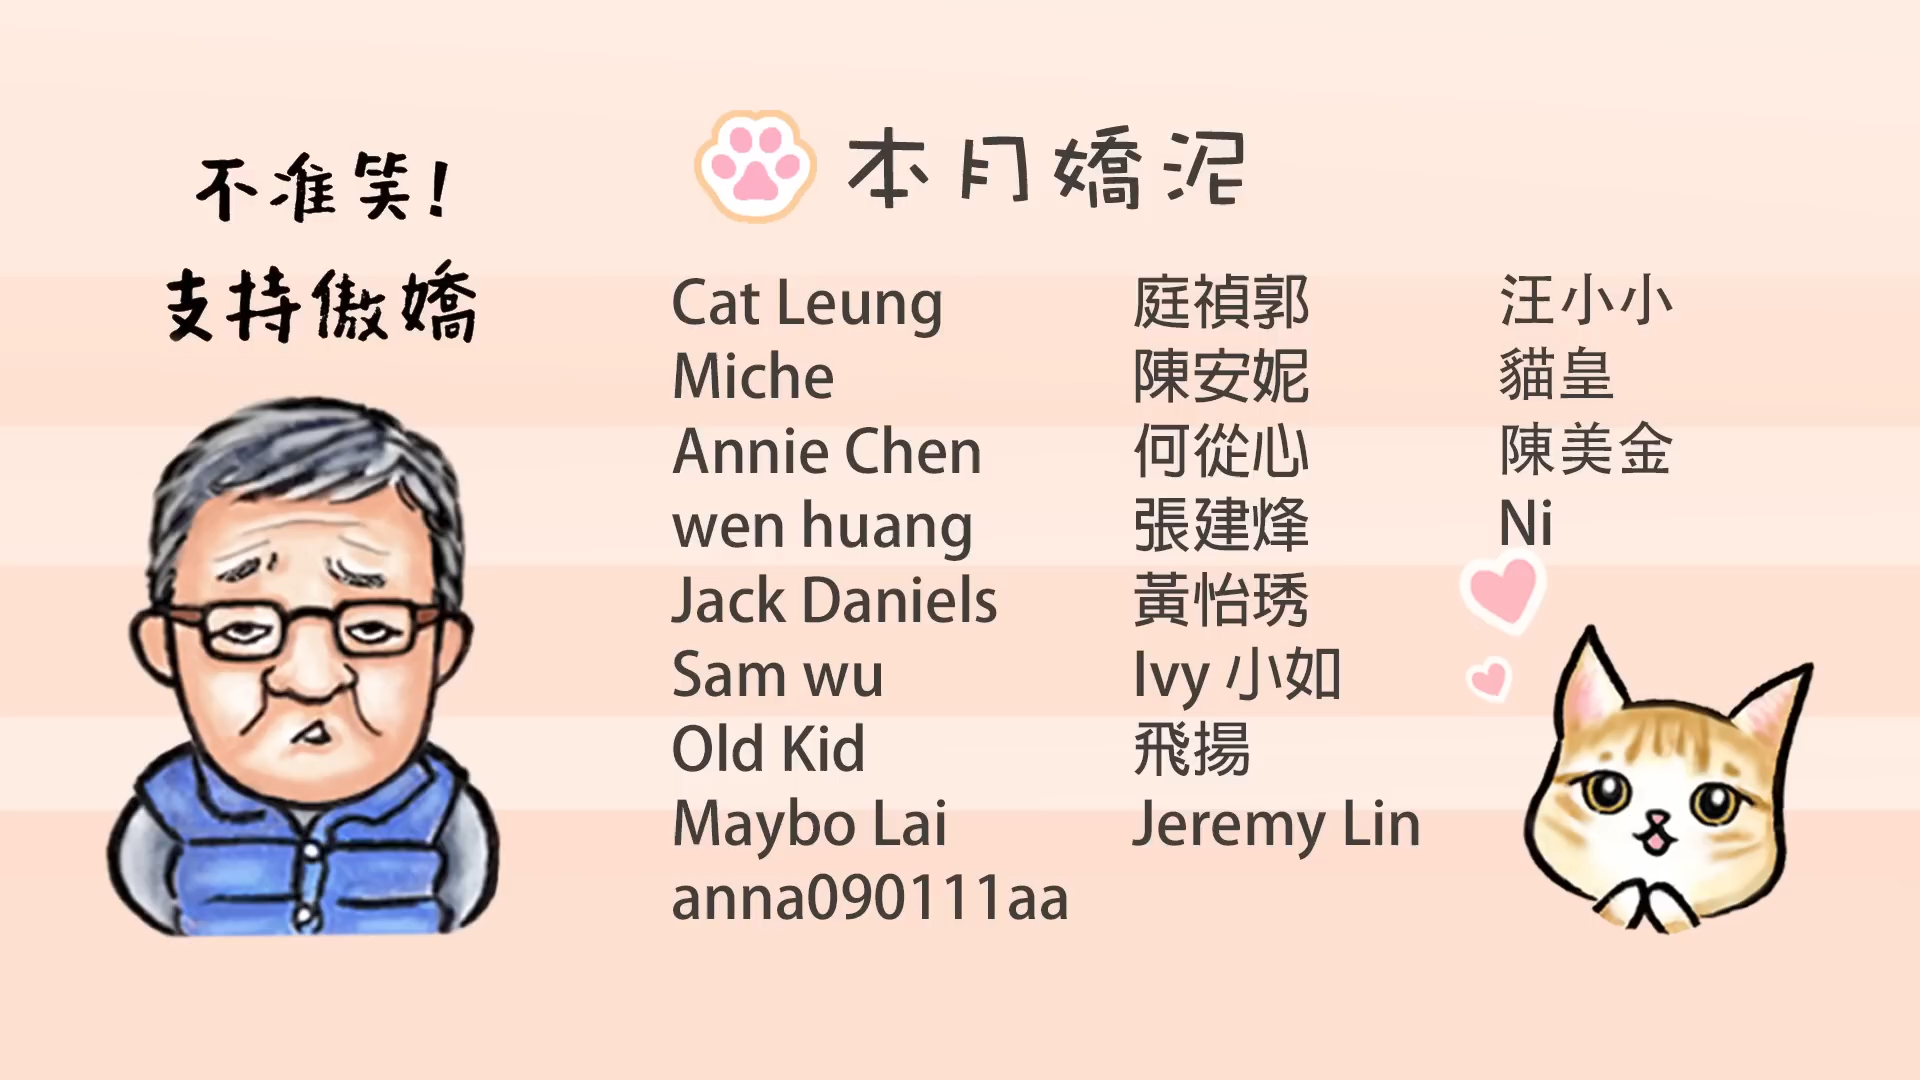 不准笑！
支持傲嬌
本月嬌泥
Cat Leung
Miche
Annie Chen
wen huang
Jack Daniels
Sam wu
Old Kid
Maybo Lai
anna090111aa
庭禎郭
陳安妮
何從心
張建烽
黃怡琇
Ivy 小如
飛揚
Jeremy Lin
汪小小
貓皇
陳美金
Ni